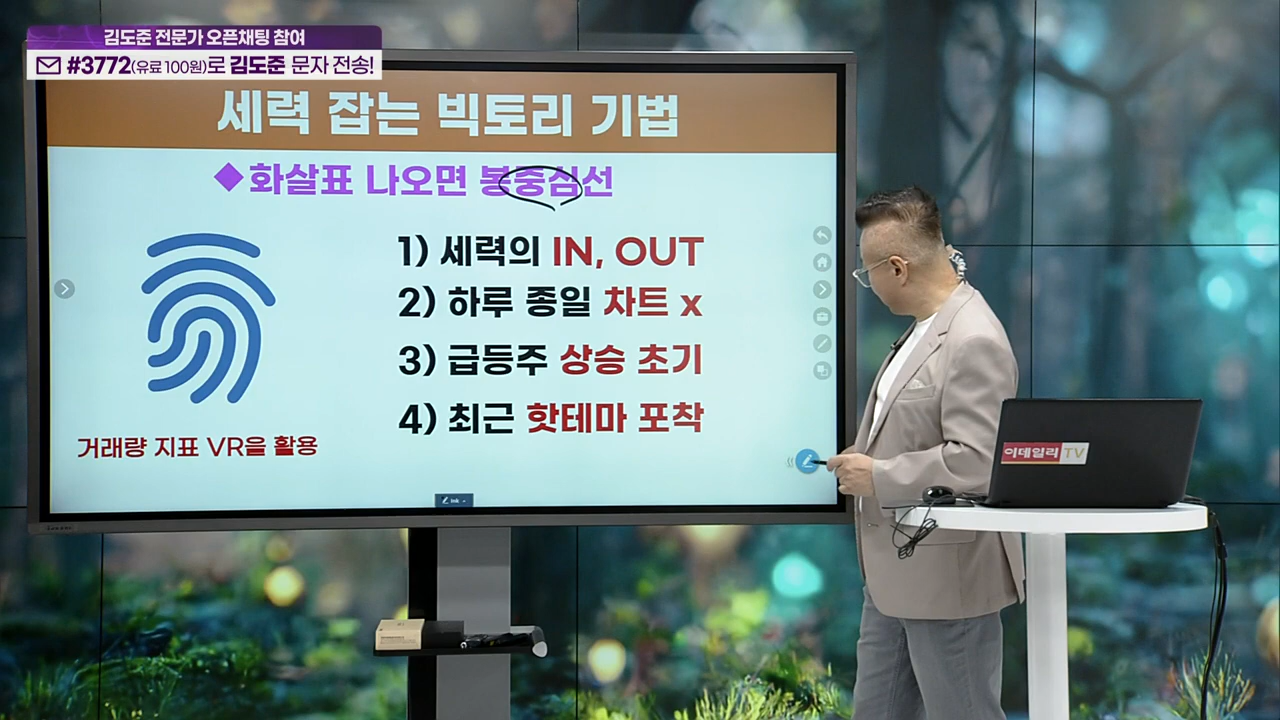 김도준 전문가 오픈채팅 참여
#3772(유료 100원)로 김도준 문자 전송!
세력 잡는 빅토리 기법
◆화살표 나오면 봉중심선
1) 세력의 IN, OUT
2) 하루 종일 차트 x
3) 급등주 상승 초기
4) 최근 핫테마 포착
거래량 지표 VR을 활용
Ink
이데일리TV